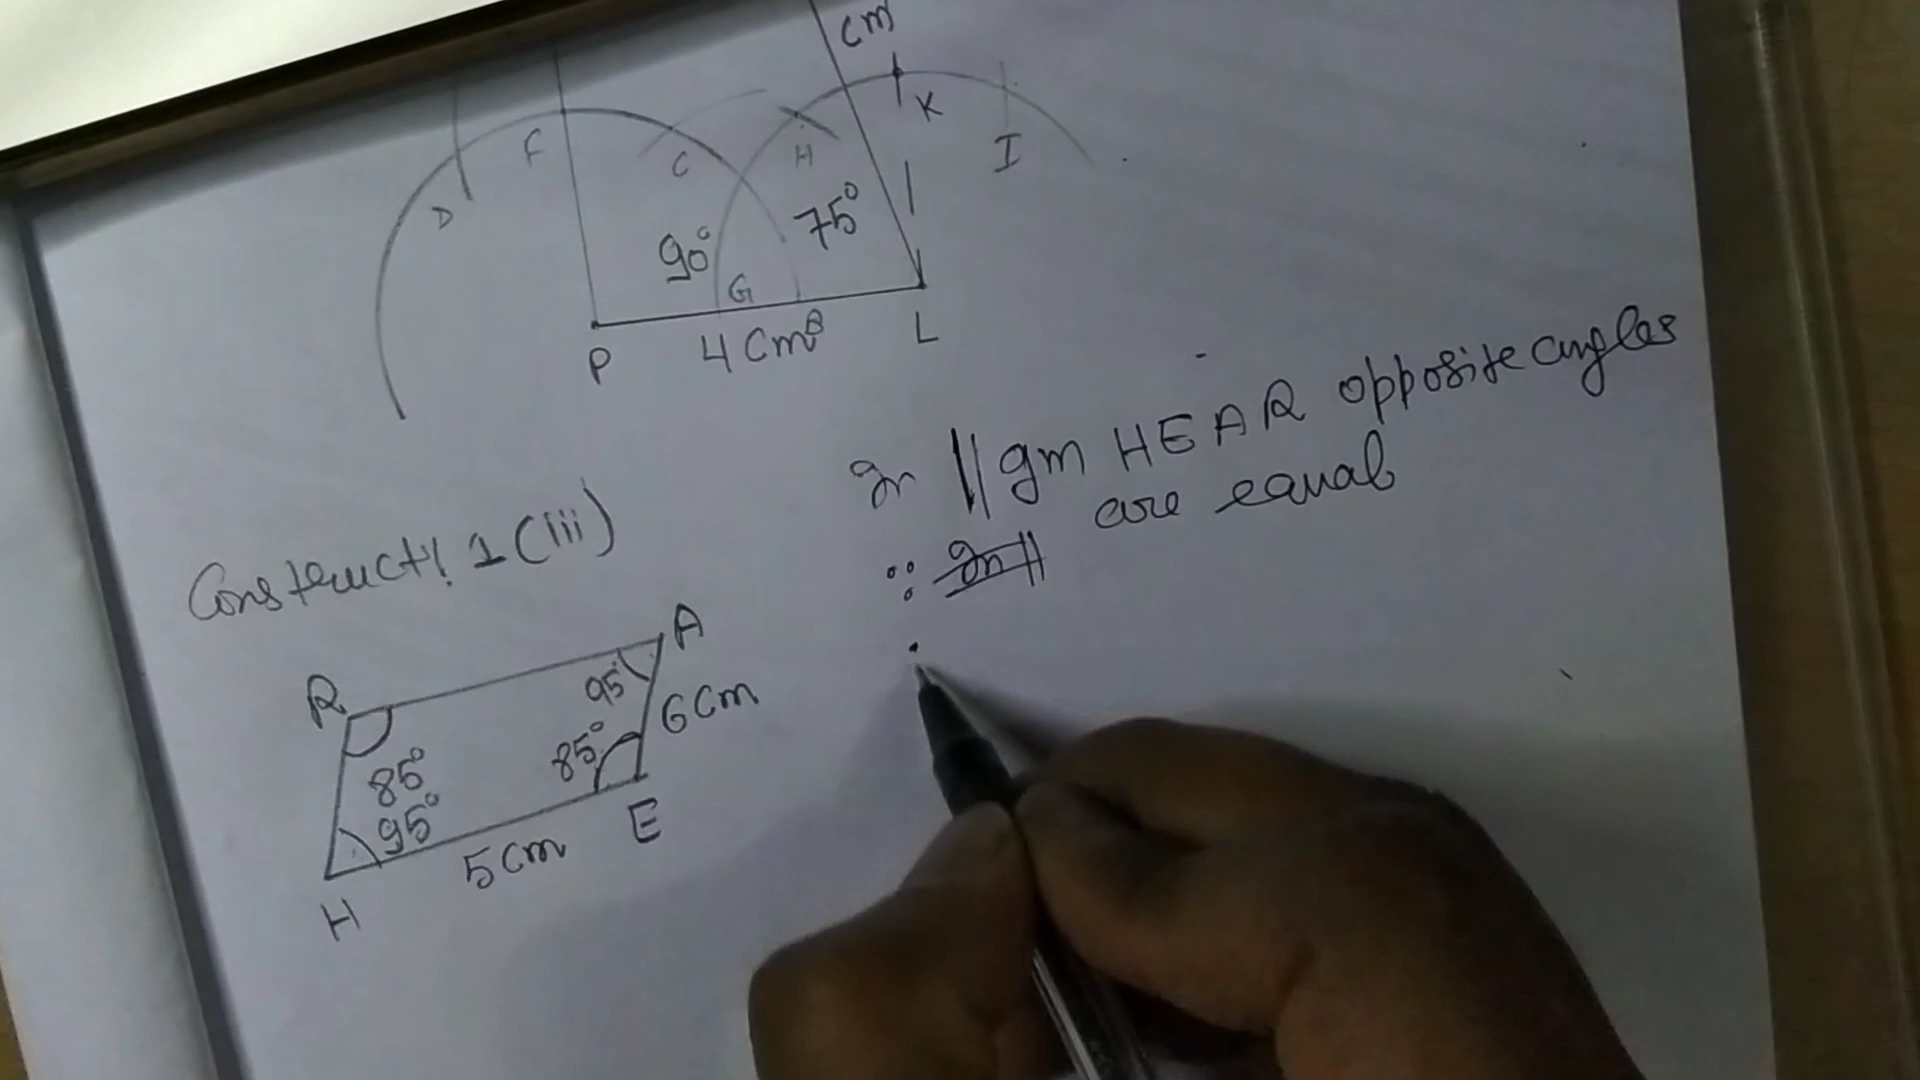 cm
K
F
C
H
I
D
90°
75°
G
P
4 cm
B
L
In ||gm HEAR opposite angles
are equal
∵ In ||
Construct! 1 (iii)
R
A
95°
6 cm
85°
85°
95°
5 cm
E
H